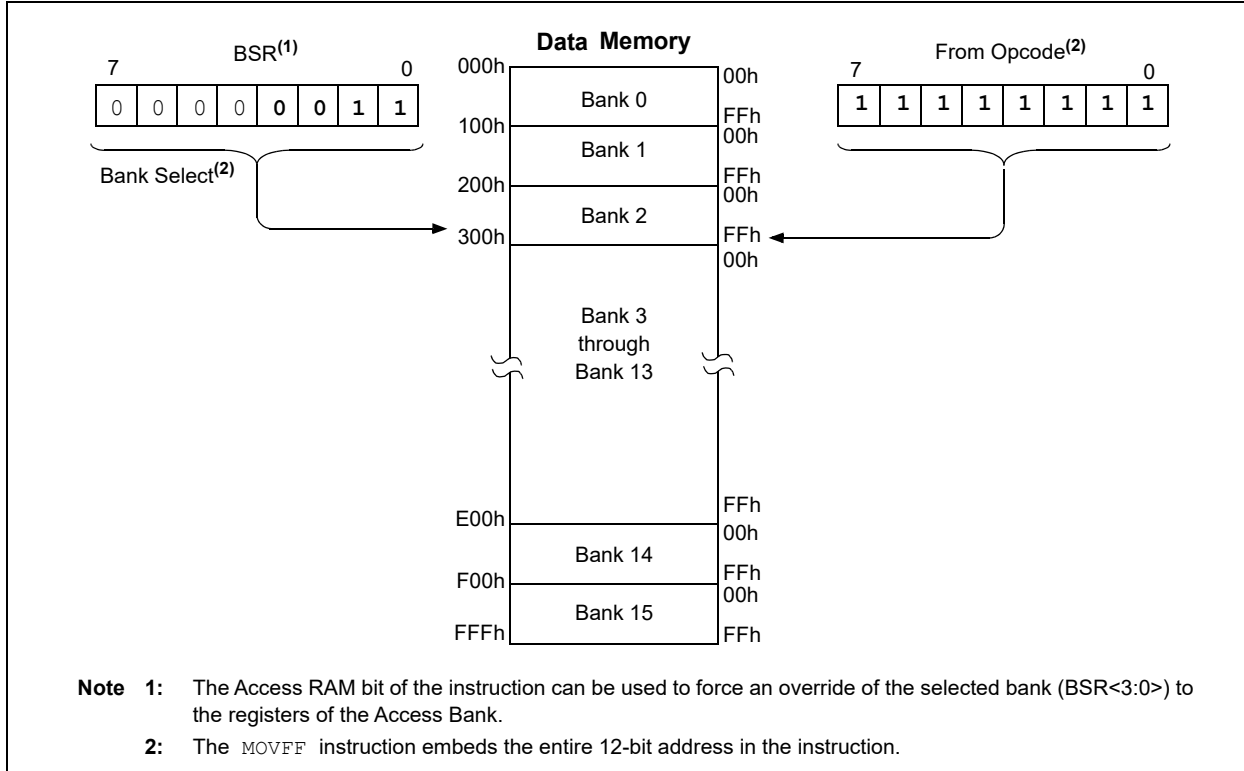 Data Memory
BSR(1)
7 0
0 0 0 0 0 0 1 1
Bank Select(2)
From Opcode(2)
7 0
1 1 1 1 1 1 1 1
000h
00h
Bank 0
FFh
100h
00h
Bank 1
FFh
200h
00h
Bank 2
FFh
300h
00h
Bank 3
through
Bank 13
FFh
E00h
00h
Bank 14
FFh
F00h
00h
Bank 15
FFFh
FFh
Note 1: The Access RAM bit of the instruction can be used to force an override of the selected bank (BSR<3:0>) to
the registers of the Access Bank.
2: The MOVFF instruction embeds the entire 12-bit address in the instruction.